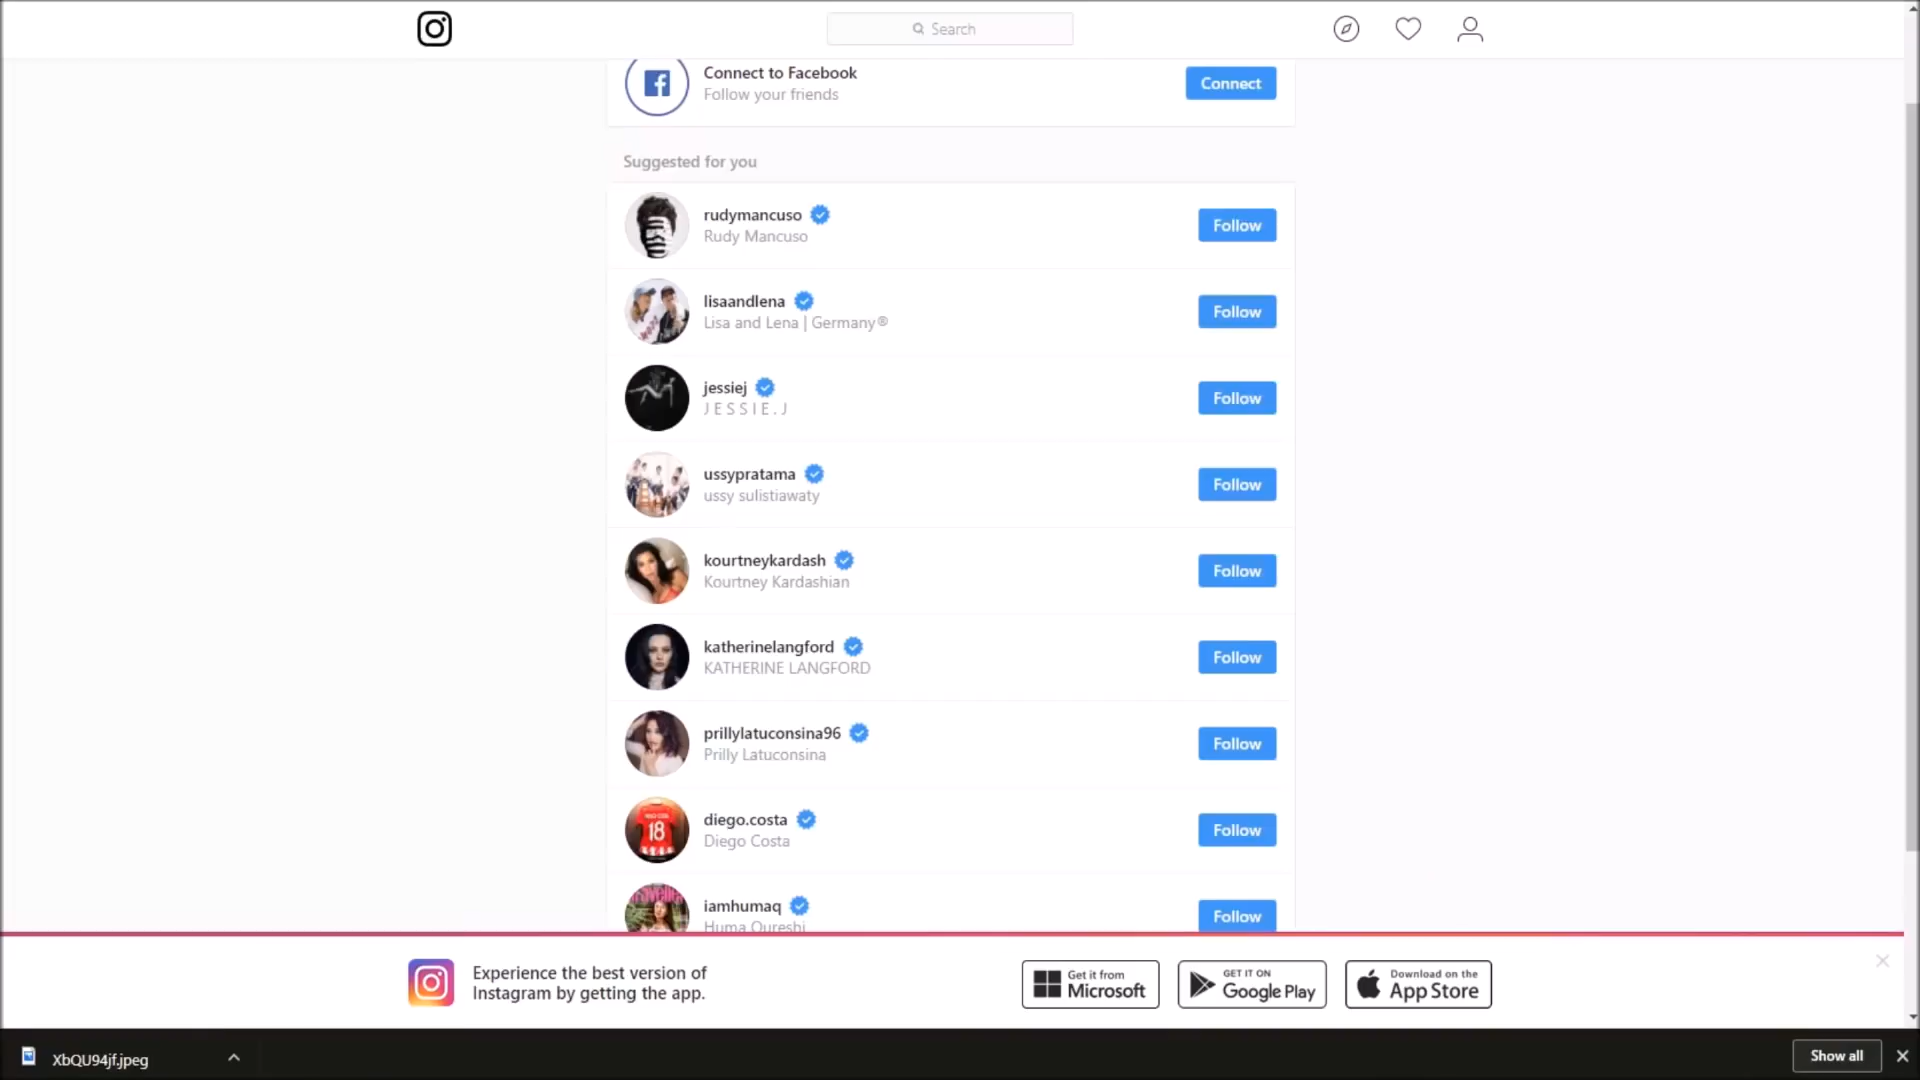 Search
Connect to Facebook
Follow your friends
Connect
Suggested for you
rudymancuso
Rudy Mancuso
Follow
lisaandlena
Lisa and Lena | Germany®
Follow
jessiej
J E S S I E . J
Follow
ussypratama
ussy sulistiawaty
Follow
kourtneykardash
Kourtney Kardashian
Follow
katherinelangford
KATHERINE LANGFORD
Follow
prillylatuconsina96
Prilly Latuconsina
Follow
18
diego.costa
Diego Costa
Follow
iamhumaq
Huma Qureshi
Follow
Experience the best version of
Instagram by getting the app.
Get it from
Microsoft
GET IT ON
Google Play
Download on the
App Store
XbQU94jf.jpeg
Show all